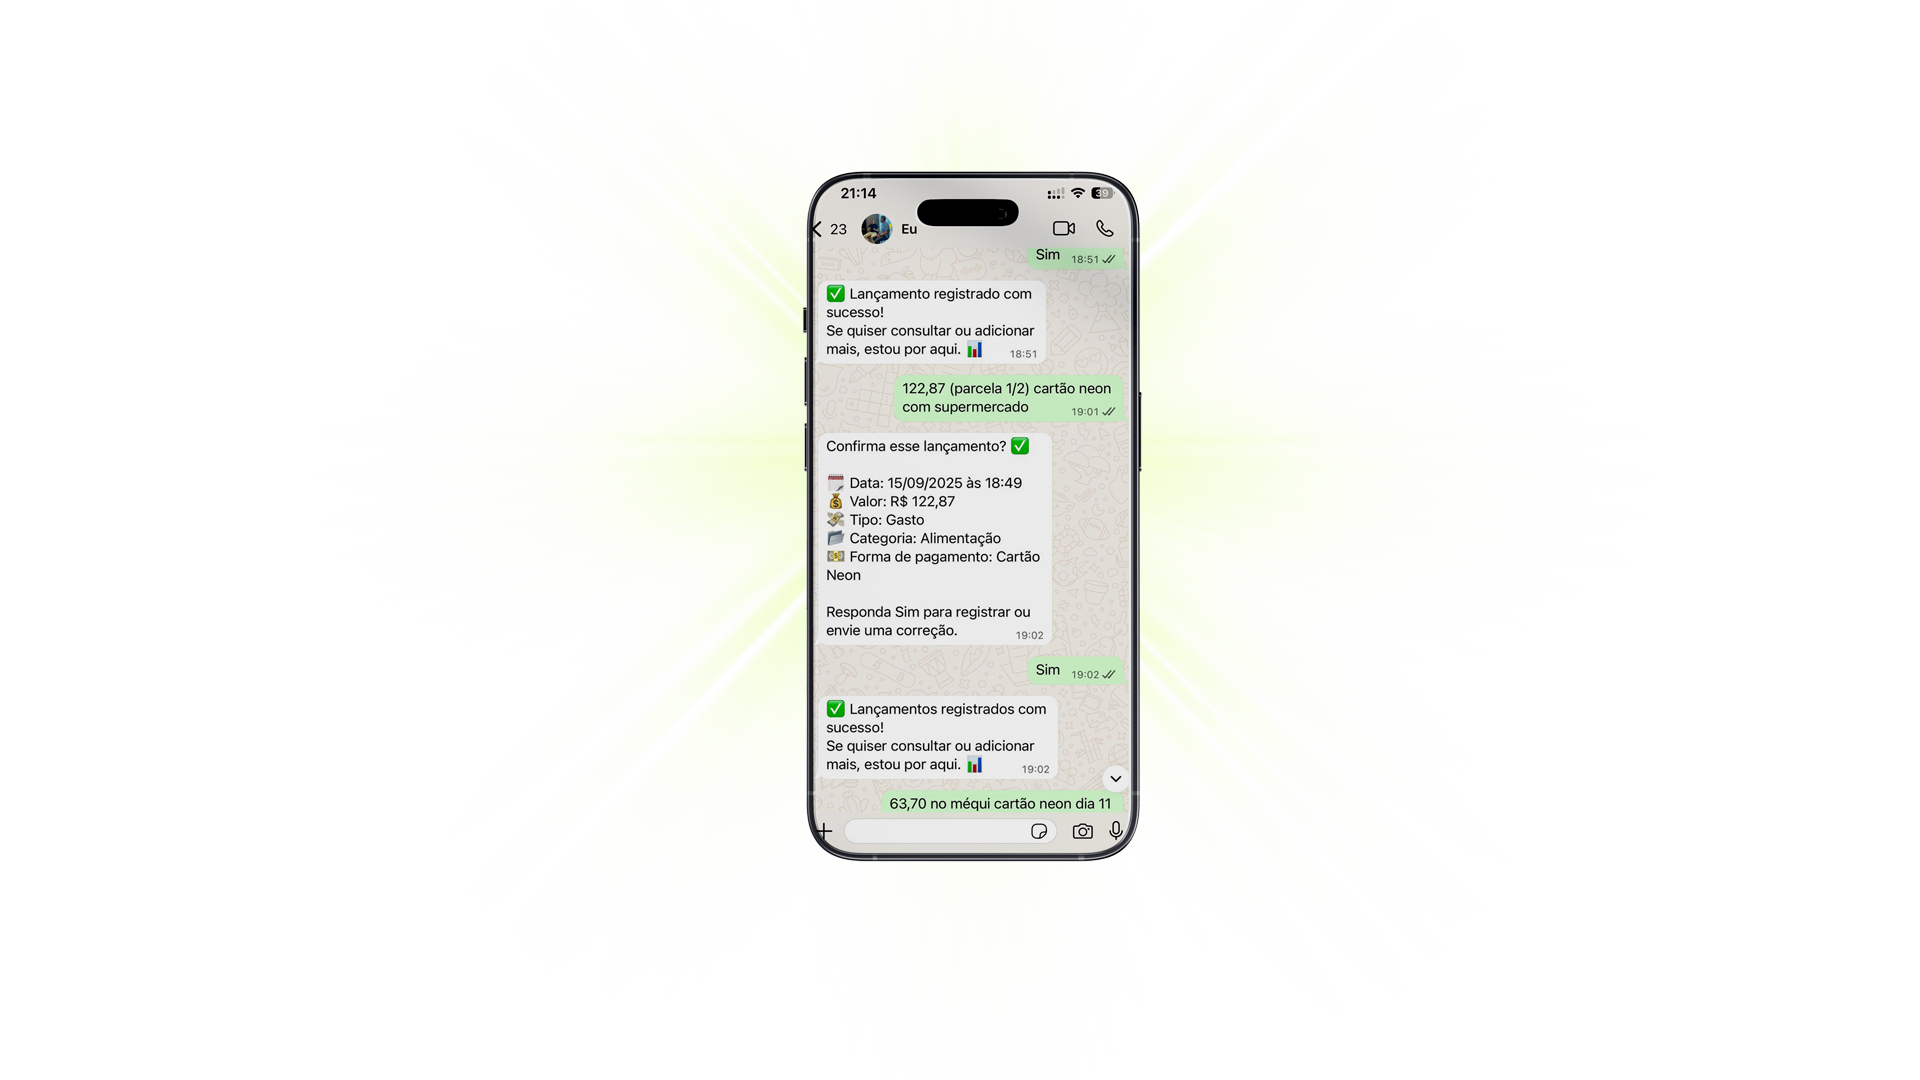 21:14
39
23
Eu
Sim 18:51
✅ Lançamento registrado com
sucesso!
Se quiser consultar ou adicionar
mais, estou por aqui. 📊 18:51
122,87 (parcela 1/2) cartão neon
com supermercado 19:01
Confirma esse lançamento? ✅
🗓️ Data: 15/09/2025 às 18:49
💰 Valor: R$ 122,87
💸 Tipo: Gasto
📂 Categoria: Alimentação
💵 Forma de pagamento: Cartão
Neon
Responda Sim para registrar ou
envie uma correção. 19:02
Sim 19:02
✅ Lançamentos registrados com
sucesso!
Se quiser consultar ou adicionar
mais, estou por aqui. 📊 19:02
63,70 no méqui cartão neon dia 11